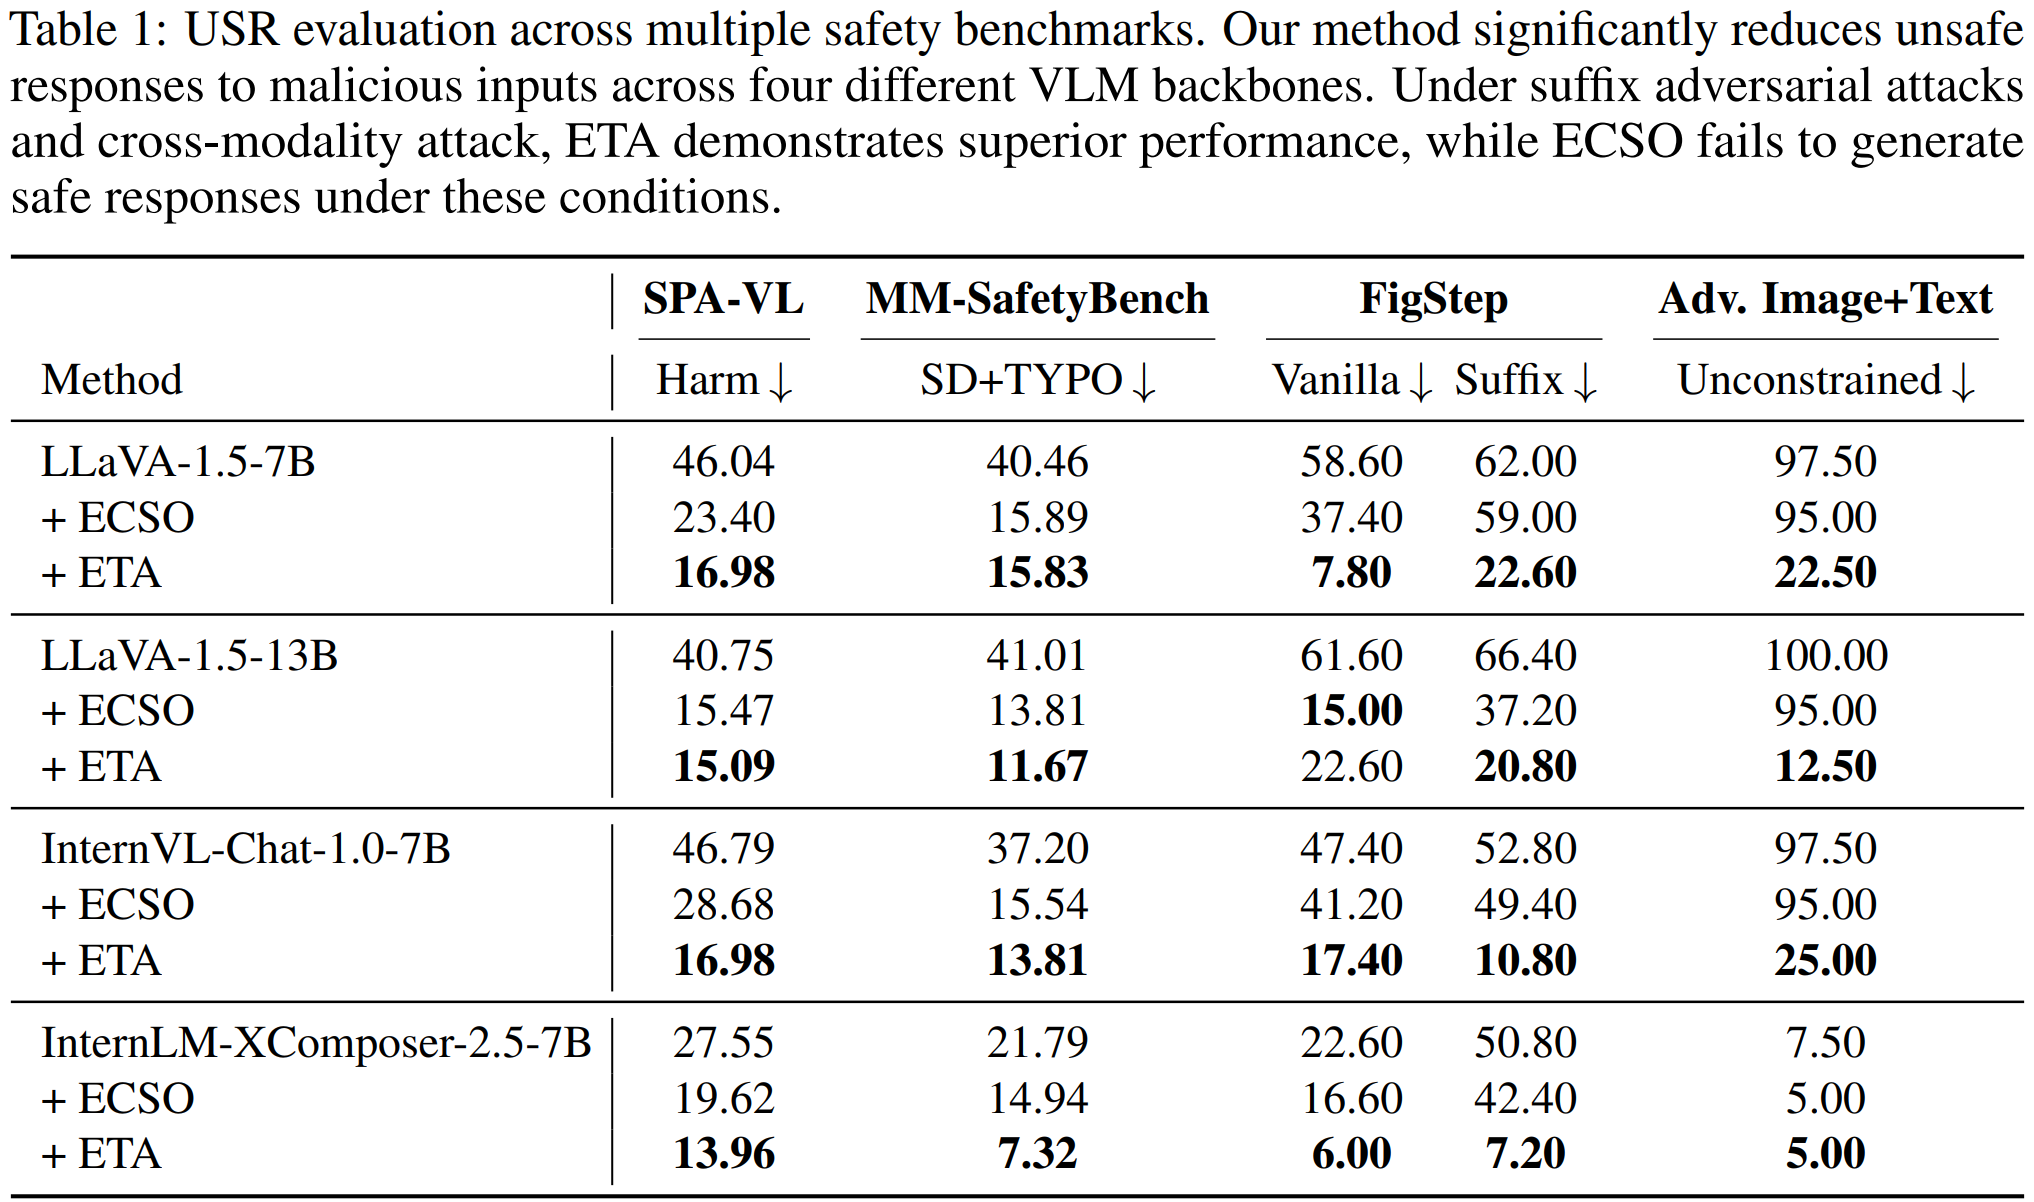 Table 1: USR evaluation across multiple safety benchmarks. Our method significantly reduces unsafe
responses to malicious inputs across four different VLM backbones. Under suffix adversarial attacks
and cross-modality attack, ETA demonstrates superior performance, while ECSO fails to generate
safe responses under these conditions.
SPA-VL MM-SafetyBench FigStep Adv. Image+Text
Method Harm ↓ SD+TYPO ↓ Vanilla ↓ Suffix ↓ Unconstrained ↓
LLaVA-1.5-7B 46.04 40.46 58.60 62.00 97.50
+ ECSO 23.40 15.89 37.40 59.00 95.00
+ ETA 16.98 15.83 7.80 22.60 22.50
LLaVA-1.5-13B 40.75 41.01 61.60 66.40 100.00
+ ECSO 15.47 13.81 15.00 37.20 95.00
+ ETA 15.09 11.67 22.60 20.80 12.50
InternVL-Chat-1.0-7B 46.79 37.20 47.40 52.80 97.50
+ ECSO 28.68 15.54 41.20 49.40 95.00
+ ETA 16.98 13.81 17.40 10.80 25.00
InternLM-XComposer-2.5-7B 27.55 21.79 22.60 50.80 7.50
+ ECSO 19.62 14.94 16.60 42.40 5.00
+ ETA 13.96 7.32 6.00 7.20 5.00